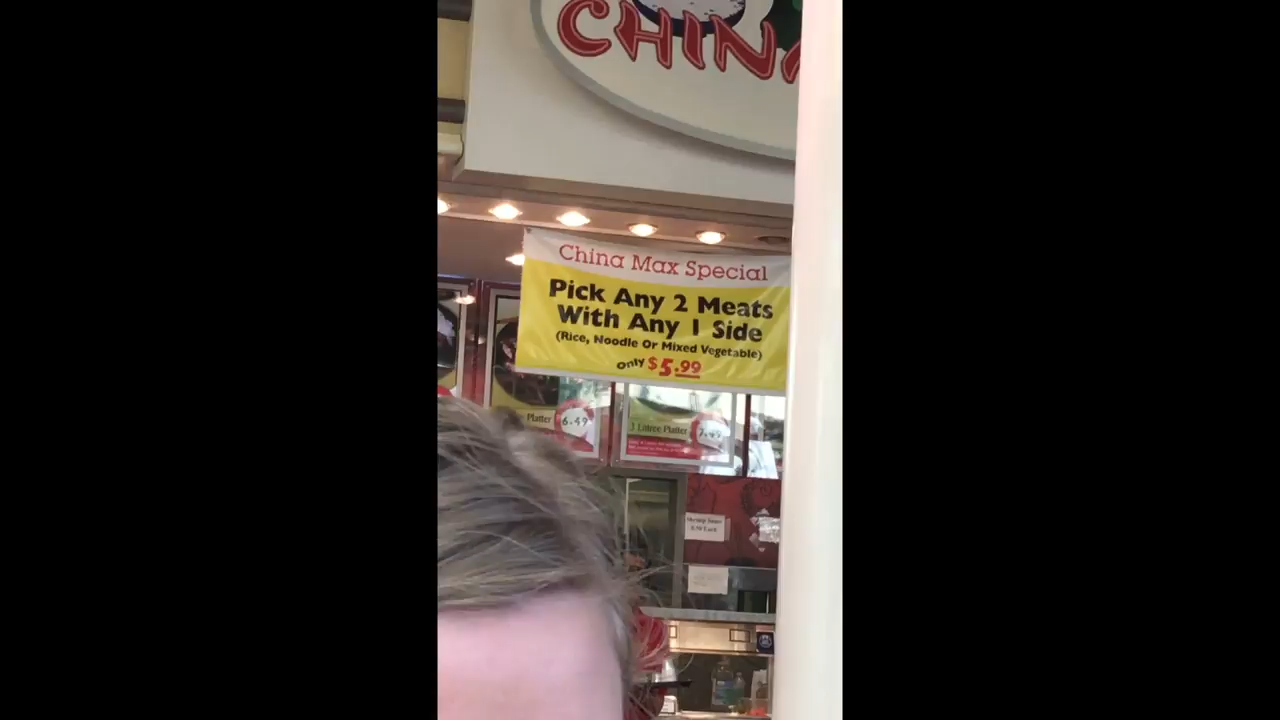 CHINA
China Max Special
Pick Any 2 Meats
With Any 1 Side
(Rice, Noodle Or Mixed Vegetable)
Only $5.99
Platter 6.49
3 Entree Platter 7.49